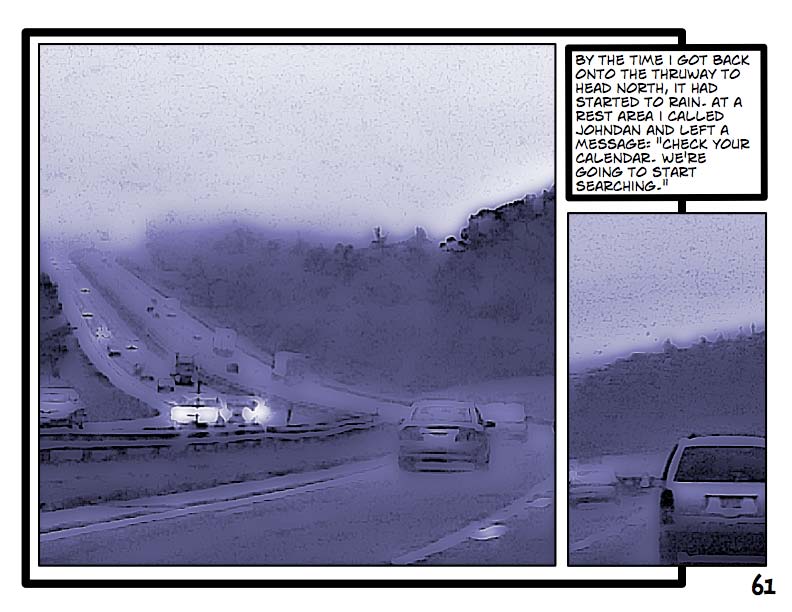 BY THE TIME I GOT BACK
ONTO THE THRUWAY TO
HEAD NORTH, IT HAD
STARTED TO RAIN. AT A
REST AREA I CALLED
JOHNDAN AND LEFT A
MESSAGE: "CHECK YOUR
CALENDAR. WE'RE
GOING TO START
SEARCHING."
61